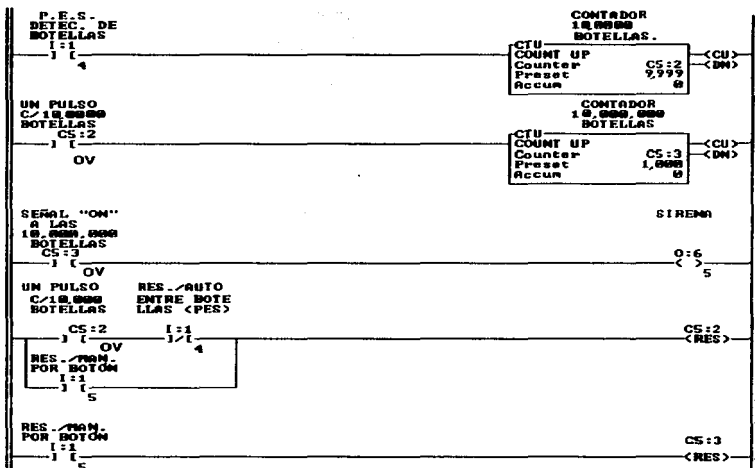 P.E.S.
DETEC. DE
BOTELLAS
I:1
] [
4
CONTADOR
10,0000
BOTELLAS.
CTU
COUNT UP
Counter C5:2
Preset 9,999
Accum 0
<CU>
<DN>
UN PULSO
C/10,0000
BOTELLAS
C5:2
] [
OV
CONTADOR
10,000,000
BOTELLAS
CTU
COUNT UP
Counter C5:3
Preset 1,000
Accum 0
<CU>
<DN>
SEÑAL "ON"
A LAS
10,000,000
BOTELLAS
C5:3
] [
OV
SIRENA
O:6
< >
5
UN PULSO
C/10,000
BOTELLAS
C5:2
] [
OV
RES./AUTO
ENTRE BOTE
LLAS <PES>
I:1
]/[
4
C5:2
<RES>
RES./MAN.
POR BOTÓN
I:1
] [
5
RES./MAN.
POR BOTÓN
I:1
] [
5
C5:3
<RES>